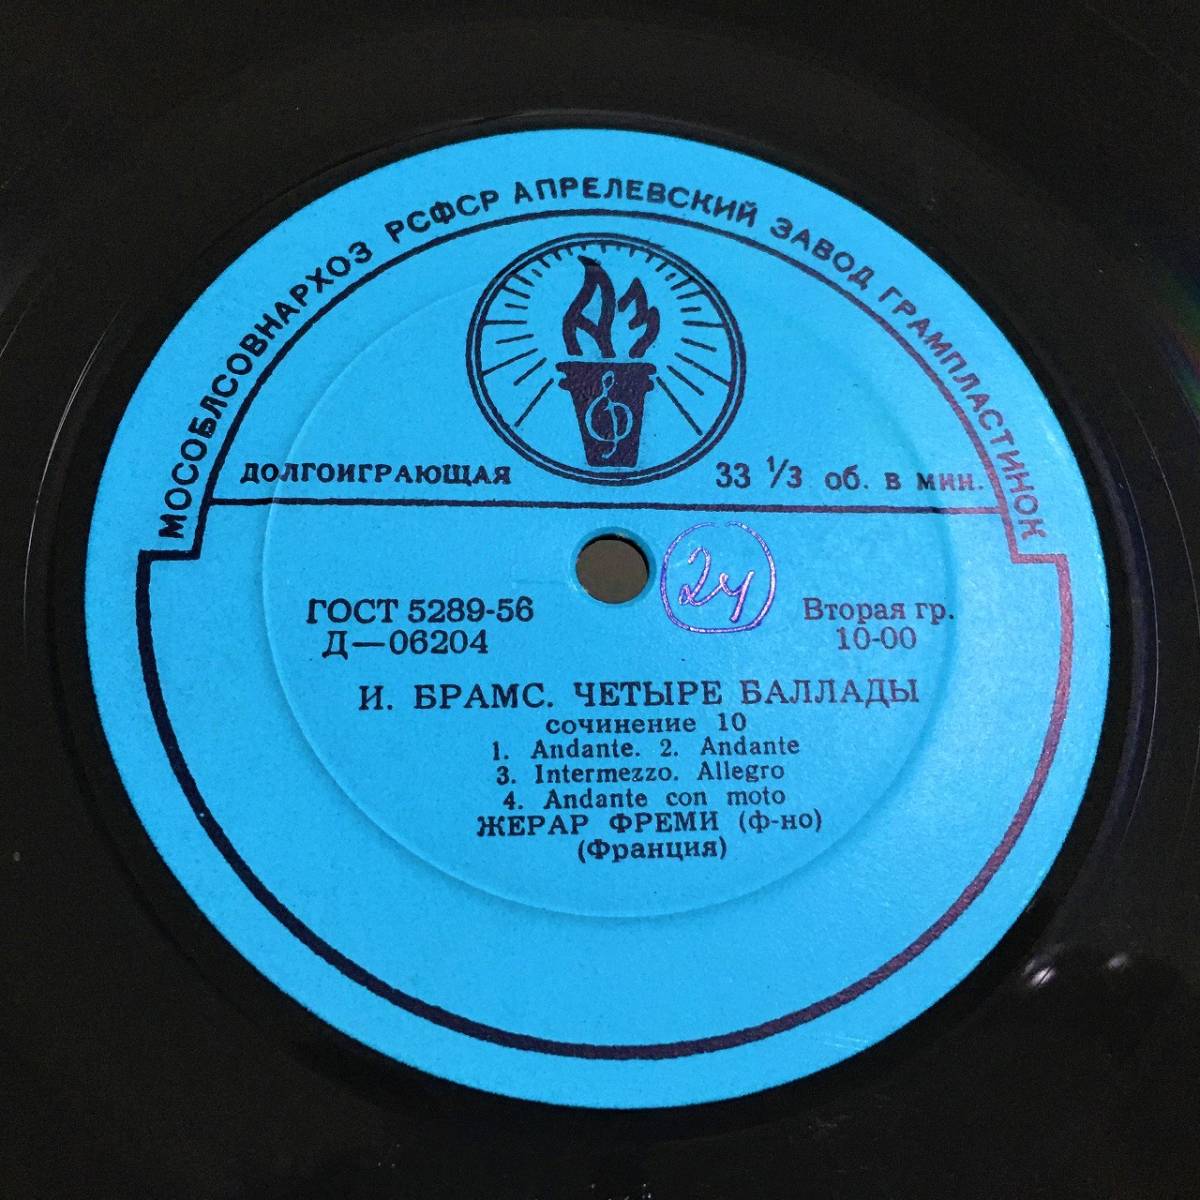 МОСОБЛСОВНАРХОЗ РСФСР АПРЕЛЕВСКИЙ ЗАВОД ГРАМПЛАСТИНОК
АЗ
ДОЛГОИГРАЮЩАЯ 33 1/3 об. в мин.
24
ГОСТ 5289-56 Вторая гр.
Д—06204 10-00
И. БРАМС. ЧЕТЫРЕ БАЛЛАДЫ
сочинение 10
1. Andante. 2. Andante
3. Intermezzo. Allegro
4. Andante con moto
ЖЕРАР ФРЕМИ (ф-но)
(Франция)